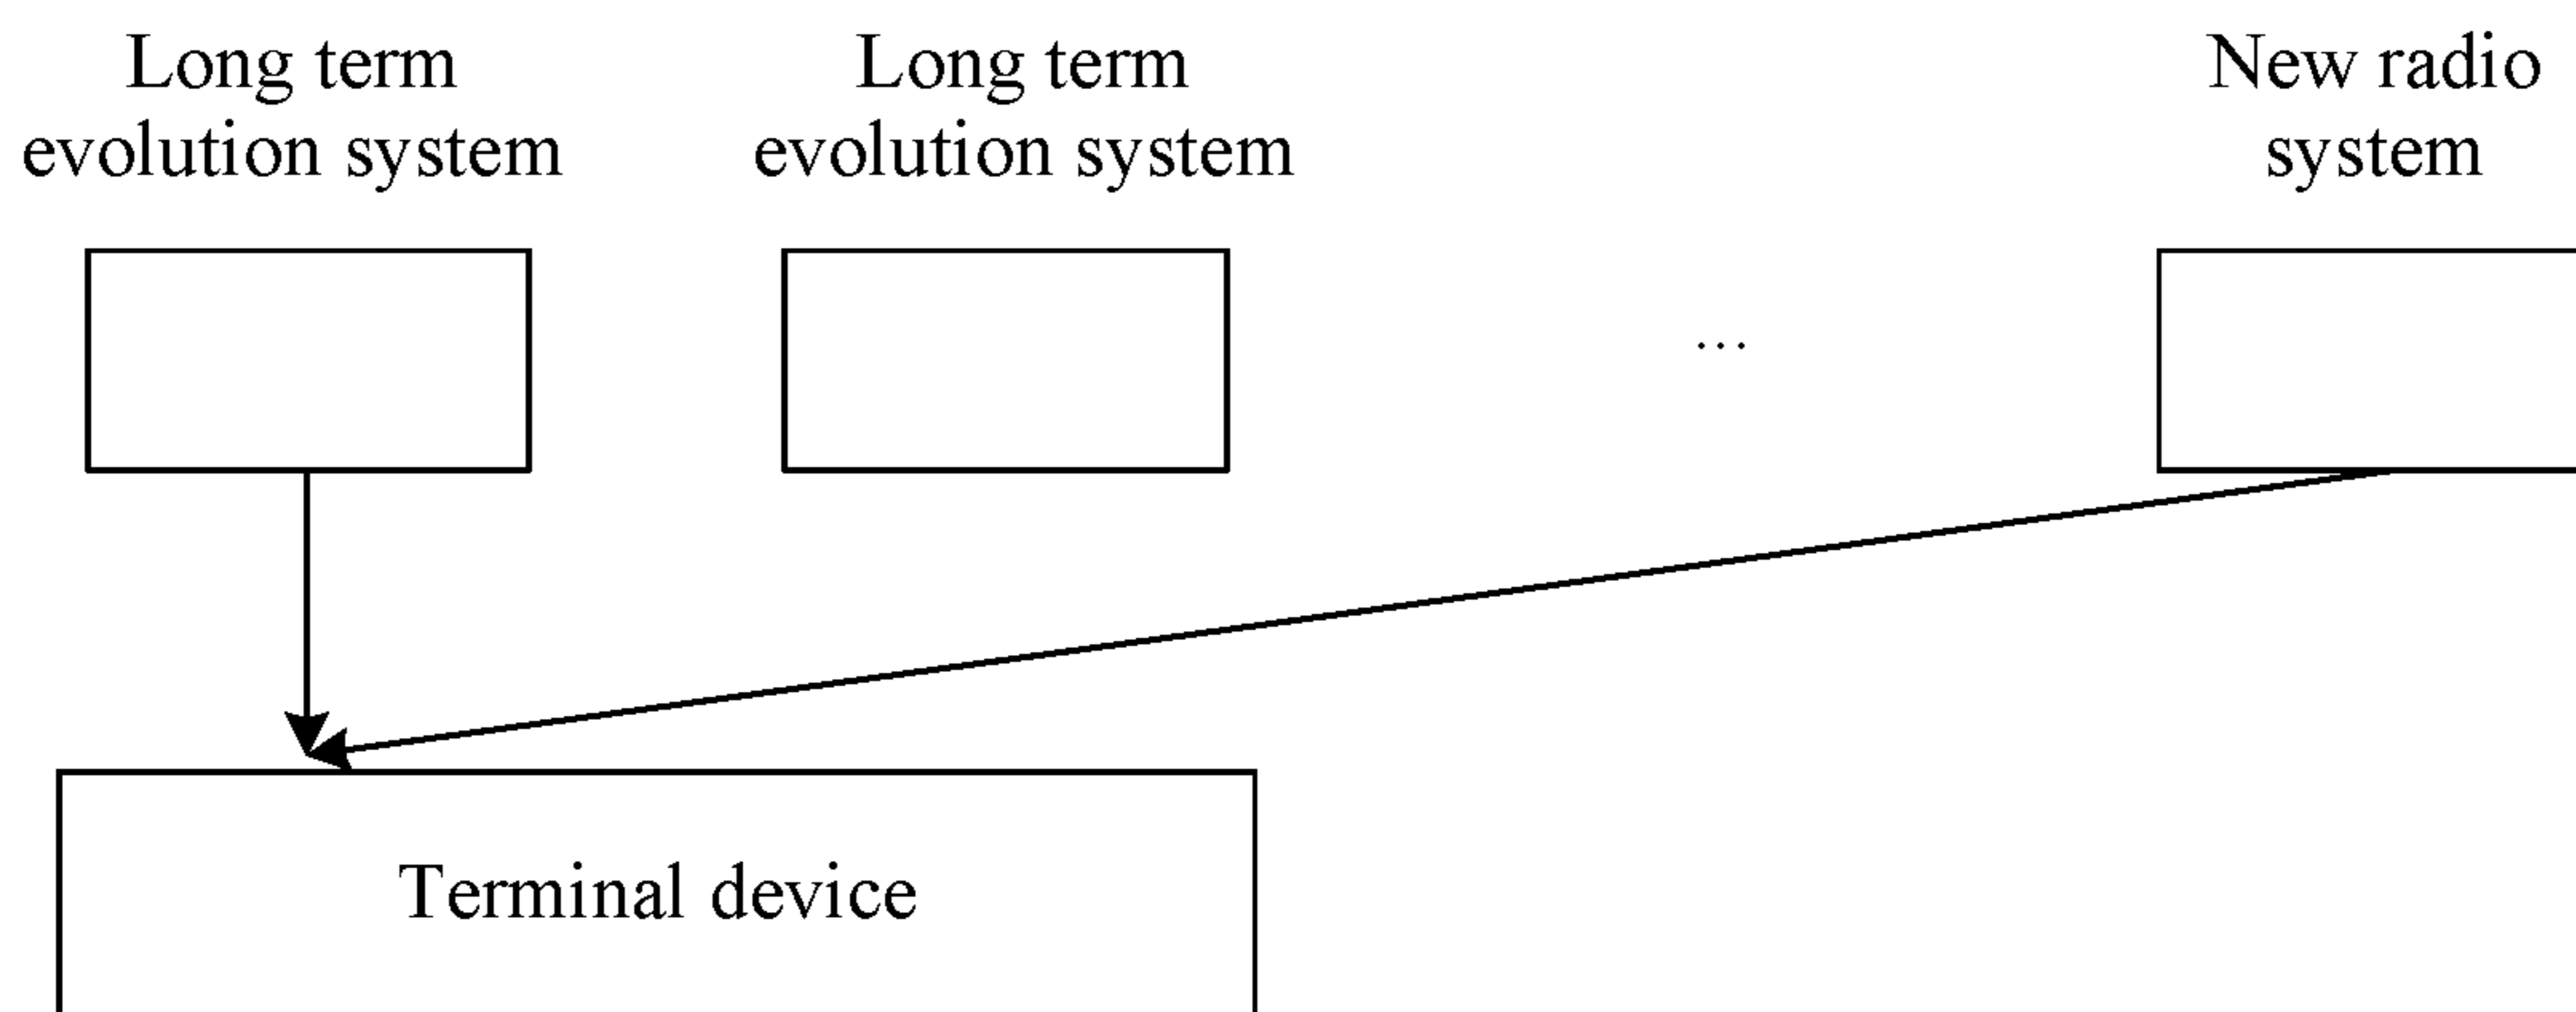 Long term
evolution system
Long term
evolution system
New radio
system
...
Terminal device